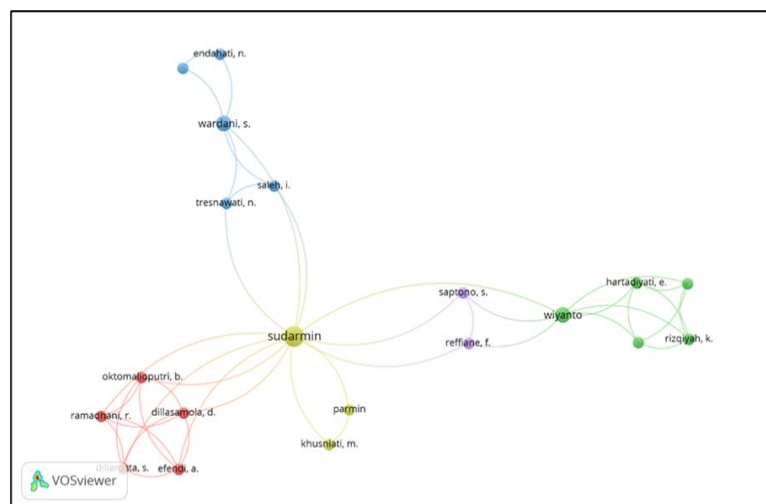 endahati, n.
wardani, s.
saleh, i.
tresnawati, n.
saptono, s.
hartadiyati, e.
wiyanto
rizqiyah, k.
reffiane, f.
sudarmin
oktomalioputri, b.
ramadhani, r.
dillasamola, d.
efendi, a.
parmin
khusniati, m.
VOSviewer